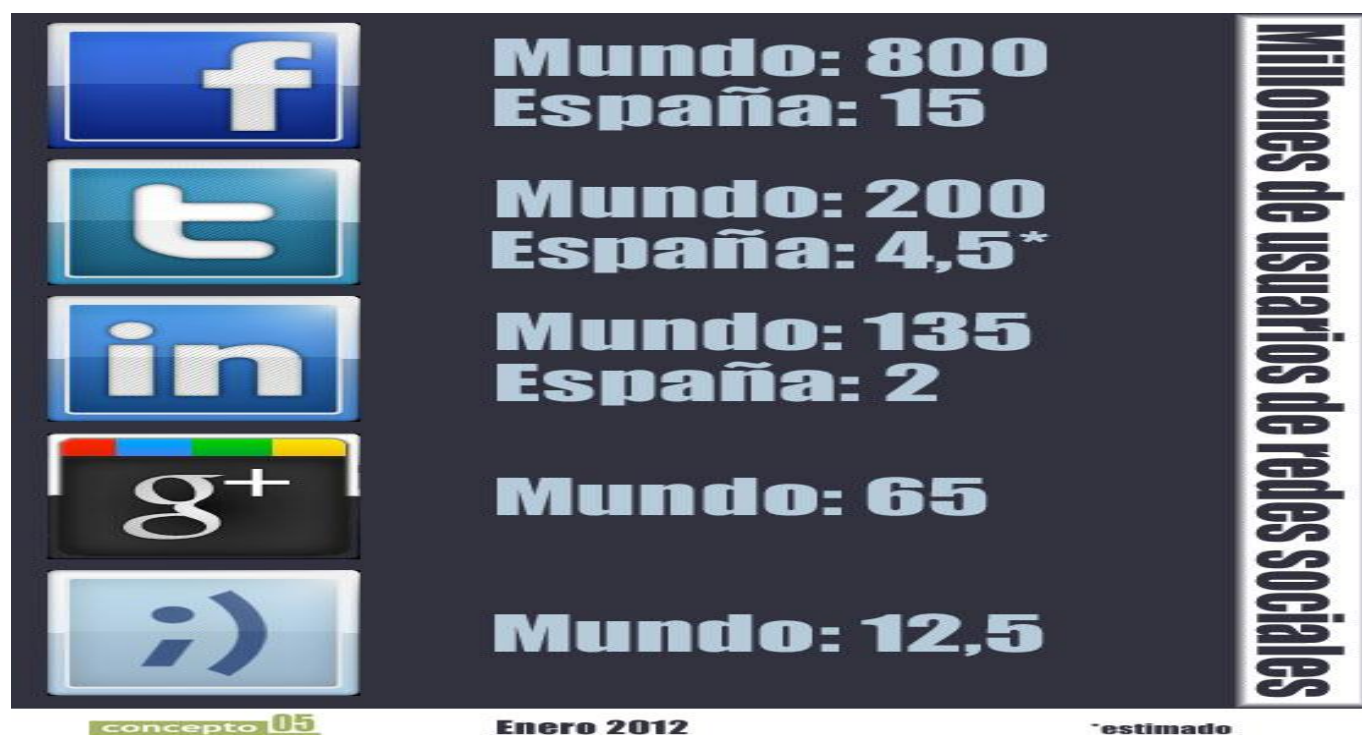 f
Mundo: 800
España: 15
t
Mundo: 200
España: 4,5*
in
Mundo: 135
España: 2
g+
Mundo: 65
;)
Mundo: 12,5
Millones de usuarios de redes sociales
concepto 05
Enero 2012
*estimado